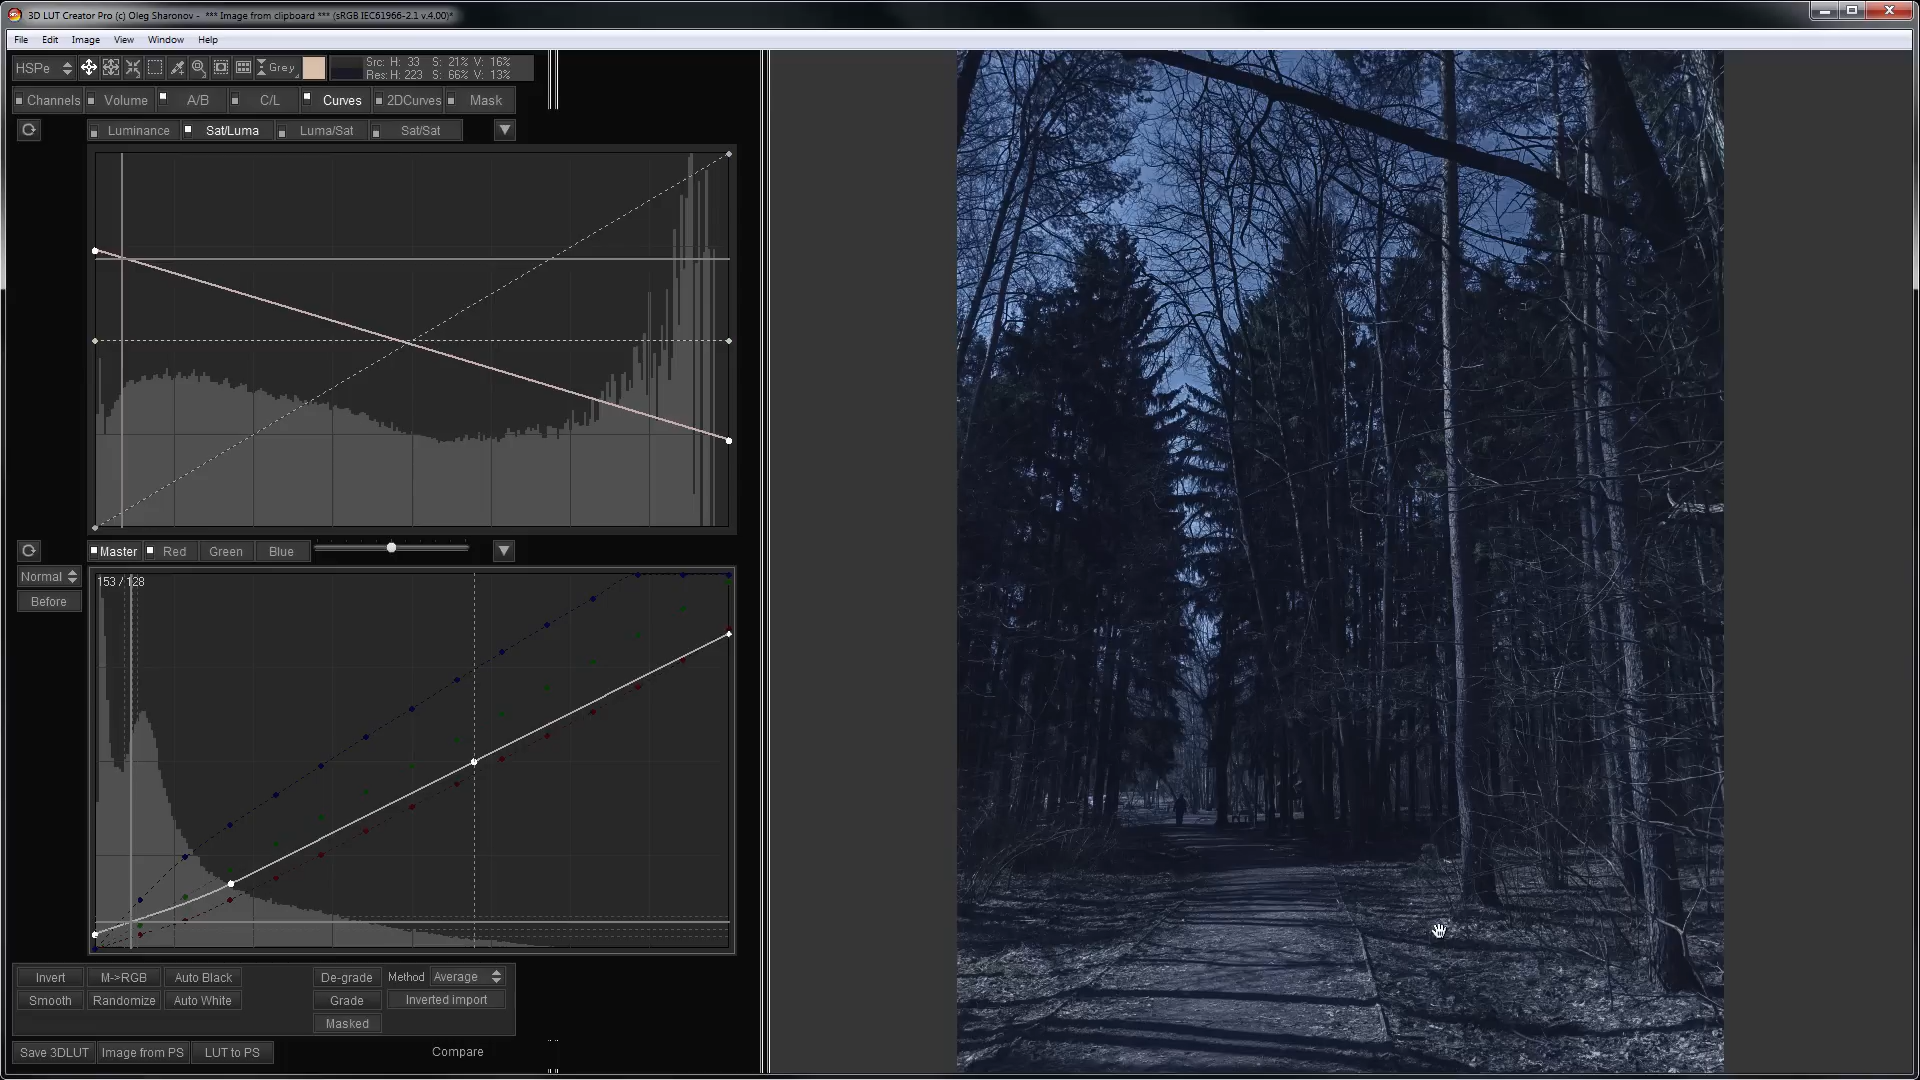 3D LUT Creator Pro (c) Oleg Sharonov - *** Image from clipboard *** (sRGB IEC61966-2.1 v.4.00)*
File Edit Image View Window Help
HSPe Grey Src: H: 33 S: 21% V: 16%
Res: H: 223 S: 66% V: 13%
Channels Volume A/B C/L Curves 2DCurves Mask
Luminance Sat/Luma Luma/Sat Sat/Sat
Master Red Green Blue
Normal
153 / 128
Before
Invert M->RGB Auto Black De-grade Method Average
Smooth Randomize Auto White Grade Inverted import
Masked
Save 3DLUT Image from PS LUT to PS Compare